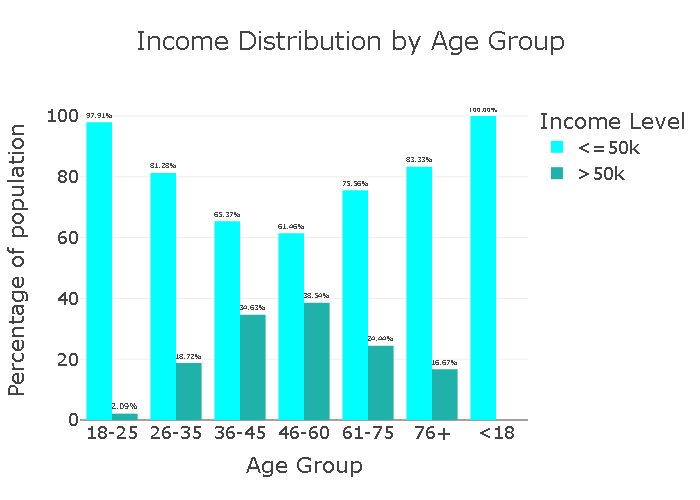 Income Distribution by Age Group
Percentage of population
100
80
60
40
20
0
97.91%
2.09%
81.28%
18.72%
65.37%
34.63%
61.46%
38.54%
75.56%
24.44%
83.33%
16.67%
100.00%
18-25 26-35 36-45 46-60 61-75 76+ <18
Age Group
Income Level
<=50k
>50k